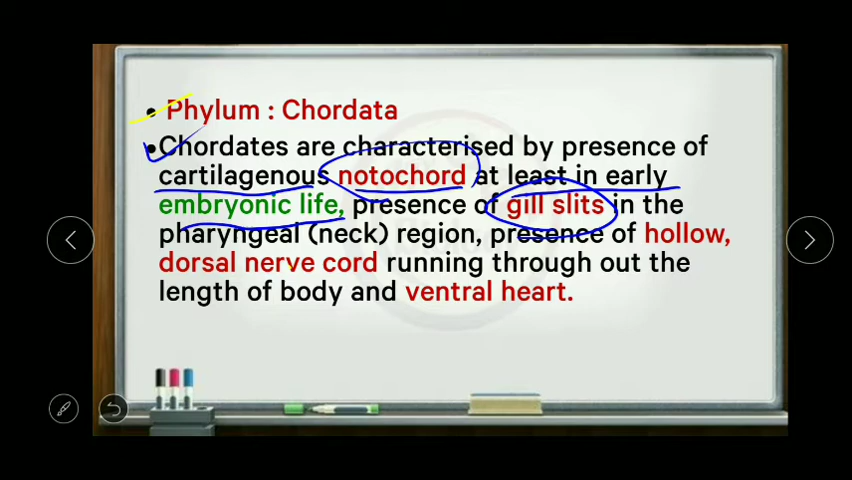 • Phylum : Chordata
• Chordates are characterised by presence of
cartilagenous notochord at least in early
embryonic life, presence of gill slits in the
pharyngeal (neck) region, presence of hollow,
dorsal nerve cord running through out the
length of body and ventral heart.